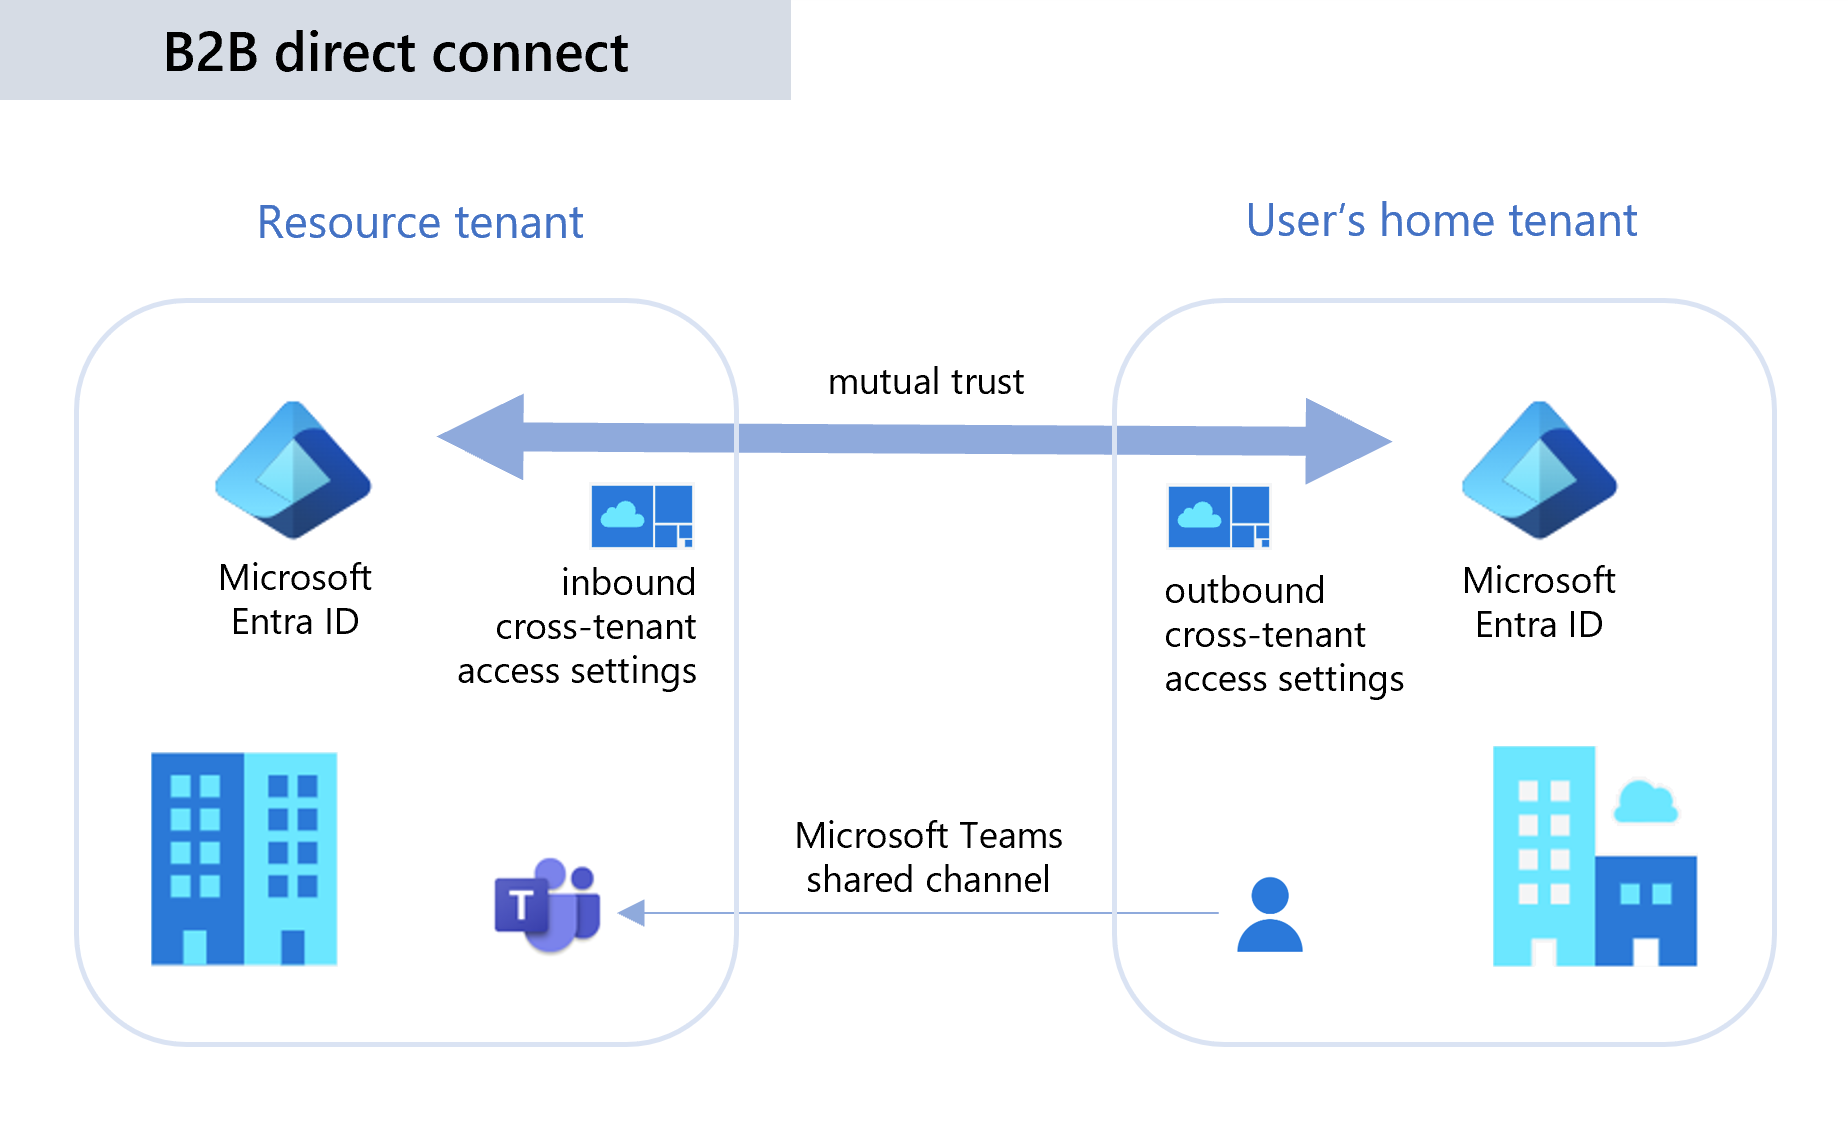 B2B direct connect
Resource tenant
User‘s home tenant
mutual trust
Microsoft
Entra ID
inbound
cross-tenant
access settings
outbound
cross-tenant
access settings
Microsoft
Entra ID
Microsoft Teams
shared channel
T